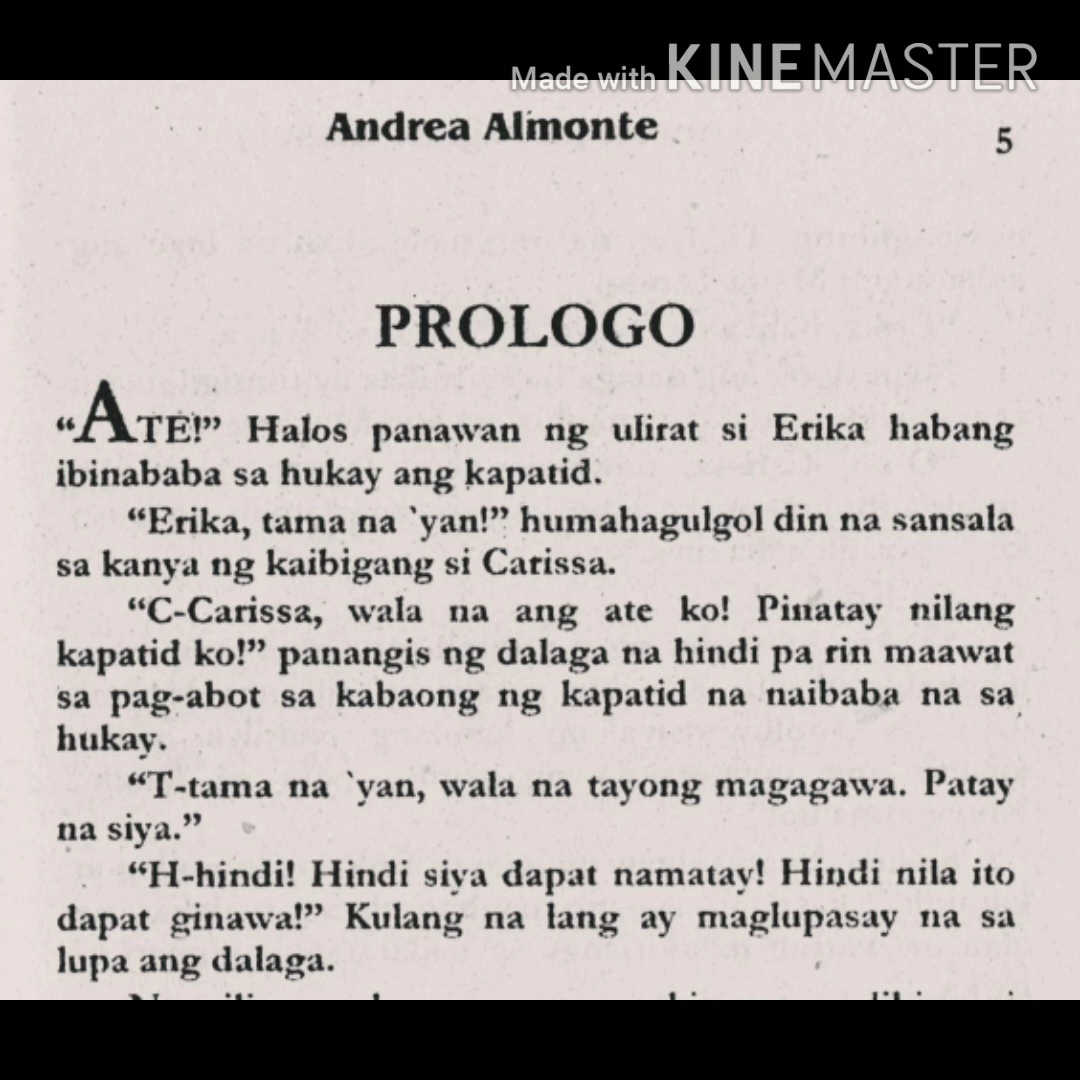 Made with KINEMASTER
Andrea Almonte
5
PROLOGO
“ATE!” Halos panawan ng ulirat si Erika habang
ibinababa sa hukay ang kapatid.
“Erika, tama na `yan!” humahagulgol din na sansala
sa kanya ng kaibigang si Carissa.
“C-Carissa, wala na ang ate ko! Pinatay nilang
kapatid ko!” panangis ng dalaga na hindi pa rin maawat
sa pag-abot sa kabaong ng kapatid na naibaba na sa
hukay.
“T-tama na `yan, wala na tayong magagawa. Patay
na siya.”
“H-hindi! Hindi siya dapat namatay! Hindi nila ito
dapat ginawa!” Kulang na lang ay maglupasay na sa
lupa ang dalaga.